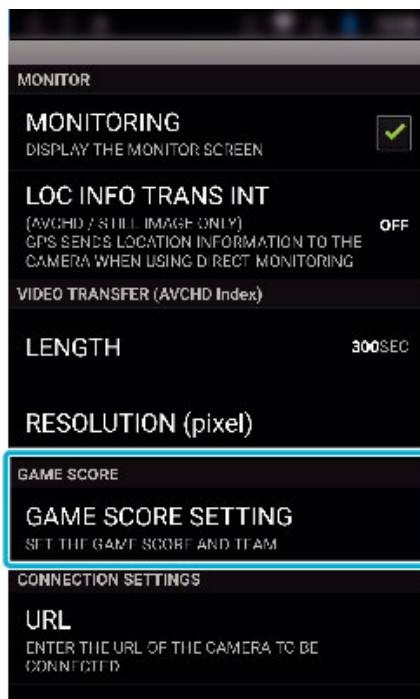 MONITOR
MONITORING
DISPLAY THE MONITOR SCREEN
LOC INFO TRANS INT
(AVCHD / STILL IMAGE ONLY)
OFF
GPS SENDS LOCATION INFORMATION TO THE
CAMERA WHEN USING DIRECT MONITORING
VIDEO TRANSFER (AVCHD Index)
LENGTH
300SEC
RESOLUTION (pixel)
GAME SCORE
GAME SCORE SETTING
SET THE GAME SCORE AND TEAM
CONNECTION SETTINGS
URL
ENTER THE URL OF THE CAMERA TO BE
CONNECTED